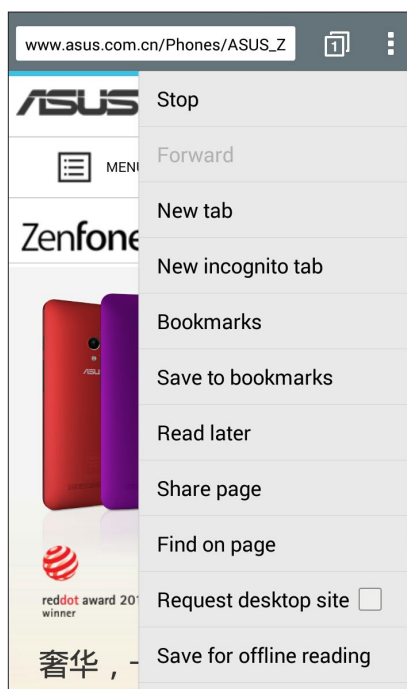 www.asus.com.cn/Phones/ASUS_Z
1
ASUS
Stop
Forward
MENU
New tab
Zenfone
New incognito tab
Bookmarks
Save to bookmarks
Read later
Share page
Find on page
reddot award 201
winner
Request desktop site
奢华，
Save for offline reading